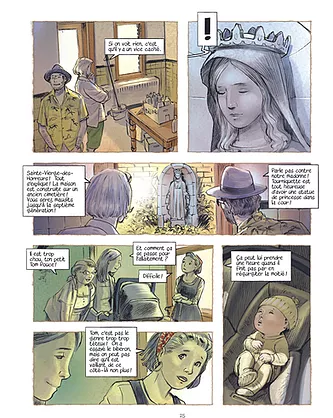 Si on voit rien, c'est
qu'il y a un vice caché.
!
Sainte-Vierge-des-
Horreurs ! Tout
s'explique ! La maison
est construite sur un
ancien cimetière !
Vous serez maudits
jusqu'à la septième
génération !
Parle pas contre
notre madone !
Tourniquette est
tout heureuse
d'avoir une statue
de princesse dans
la cour !
Il est trop
chou, ton petit
Tom Pouce !
Et comment ça
se passe pour
l'allaitement ?
Difficile !
Tom, c'est pas le
genre trop trop
téteux ! On a
essayé le biberon,
mais on peut pas
dire qu'il est
vaillant de ce
côté-là non plus !
Ça peut lui prendre
une heure quand il
finit pas par en
régurgiter la moitié !
25